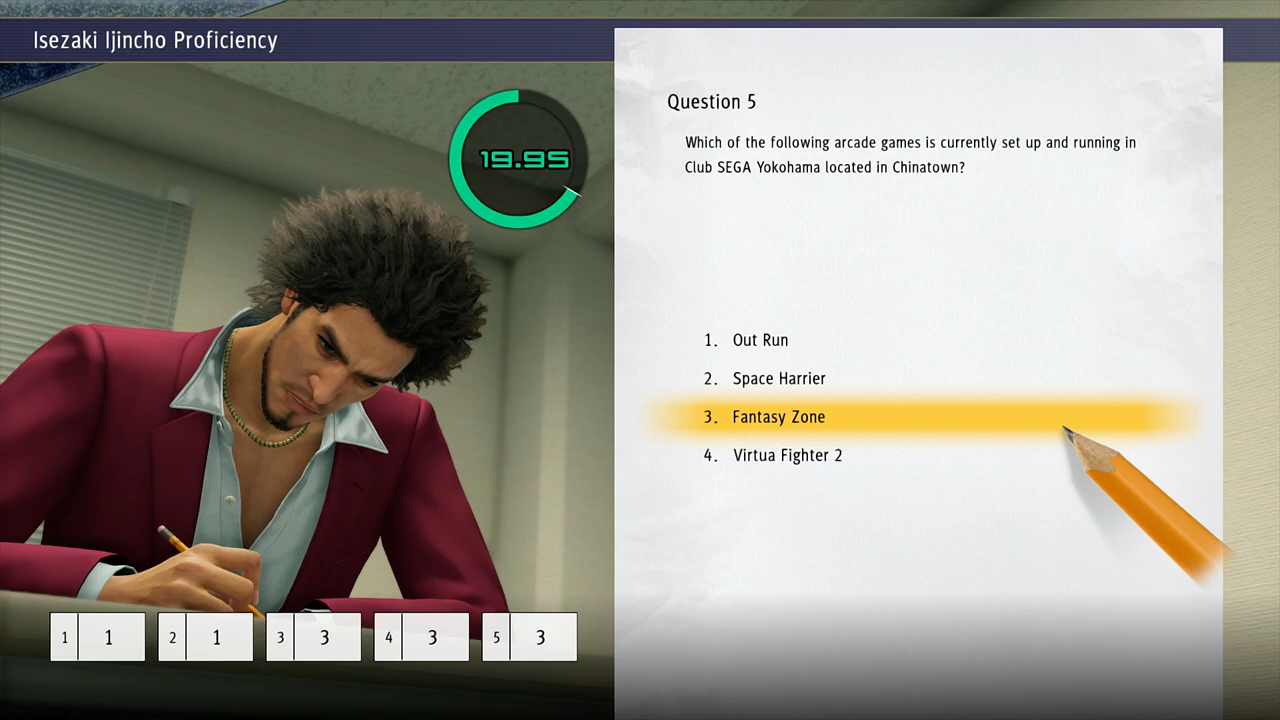 Isezaki Ijincho Proficiency
19.95
Question 5
Which of the following arcade games is currently set up and running in
Club SEGA Yokohama located in Chinatown?
1. Out Run
2. Space Harrier
3. Fantasy Zone
4. Virtua Fighter 2
1 1 2 1 3 3 4 3 5 3